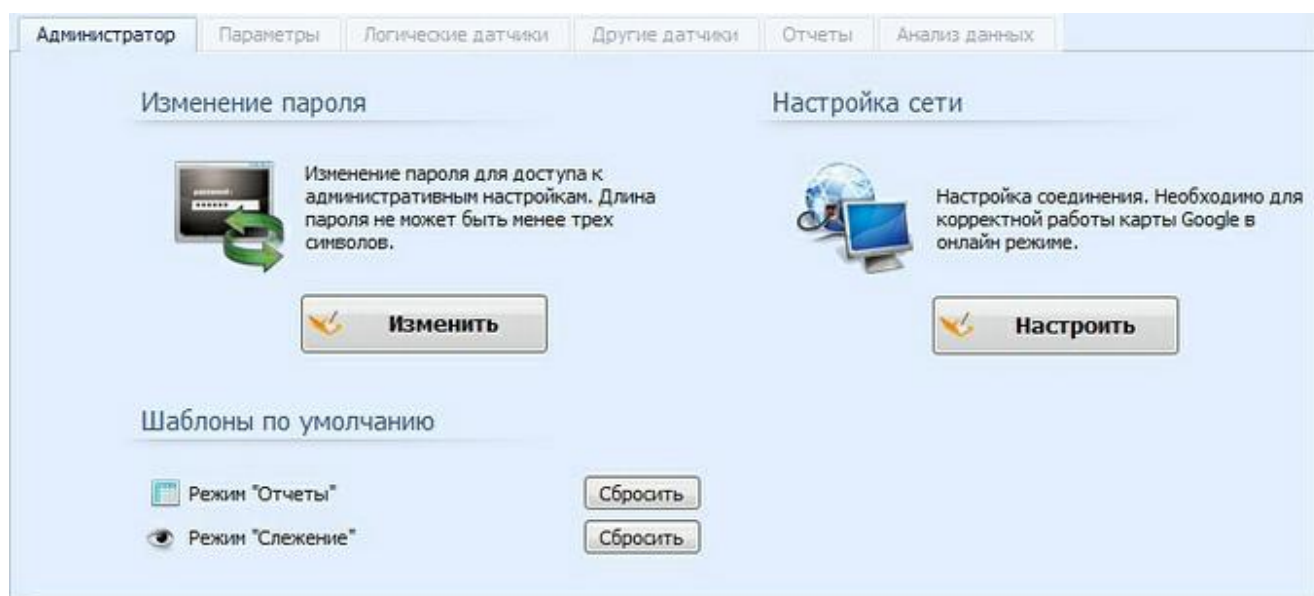 Администратор Параметры Логические датчики Другие датчики Отчеты Анализ данных
Изменение пароля
Изменение пароля для доступа к
административным настройкам. Длина
пароля не может быть менее трех
символов.
Изменить
Настройка сети
Настройка соединения. Необходимо для
корректной работы карты Google в
онлайн режиме.
Настроить
Шаблоны по умолчанию
Режим "Отчеты" Сбросить
Режим "Слежение" Сбросить